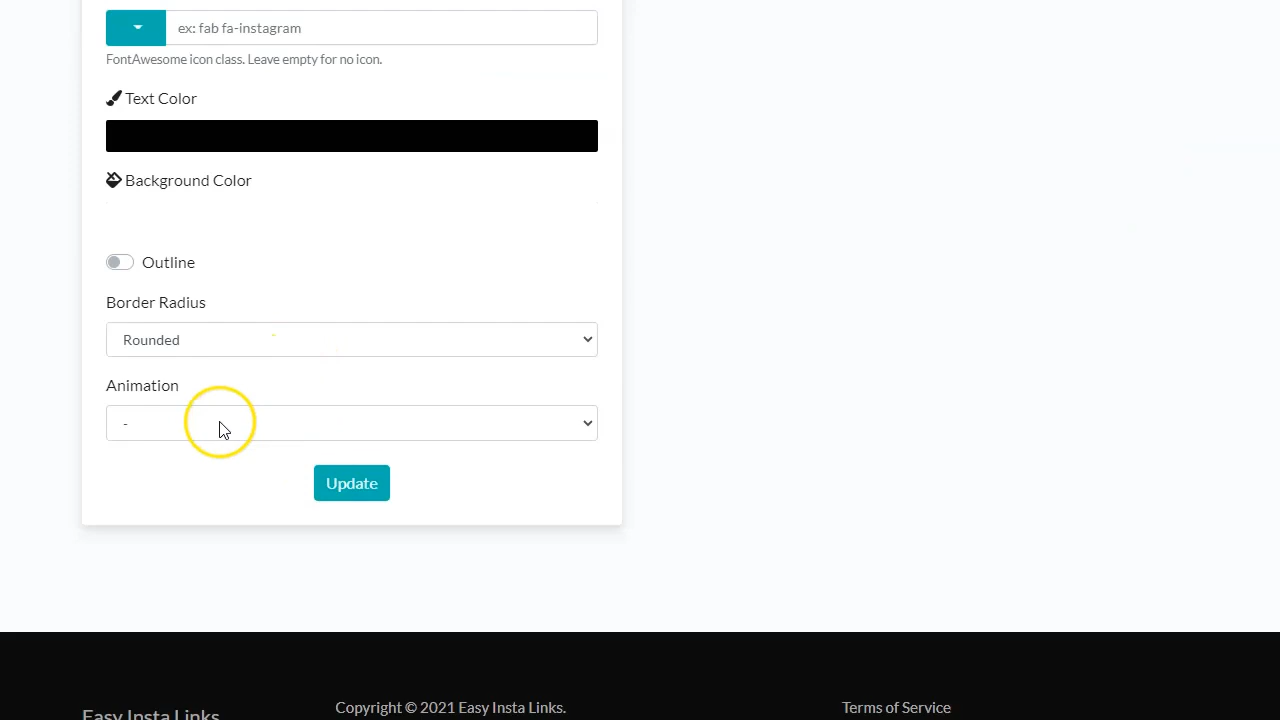 ex: fab fa-instagram
FontAwesome icon class. Leave empty for no icon.
Text Color
Background Color
Outline
Border Radius
Rounded
Animation
-
Update
Easy Insta Links
Copyright © 2021 Easy Insta Links.
Terms of Service